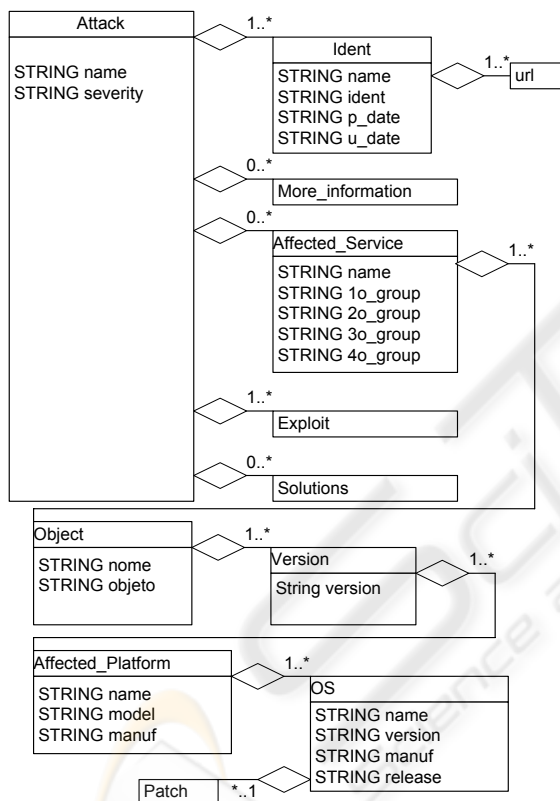 Attack
STRING name
STRING severity
1..*
Ident
STRING name
STRING ident
STRING p_date
STRING u_date
1..*
url
0..*
More_information
0..*
Affected_Service
STRING name
STRING 1o_group
STRING 2o_group
STRING 3o_group
STRING 4o_group
1..*
1..*
Exploit
0..*
Solutions
Object
STRING nome
STRING objeto
1..*
Version
String version
1..*
Affected_Platform
STRING name
STRING model
STRING manuf
1..*
OS
STRING name
STRING version
STRING manuf
STRING release
Patch
*..1